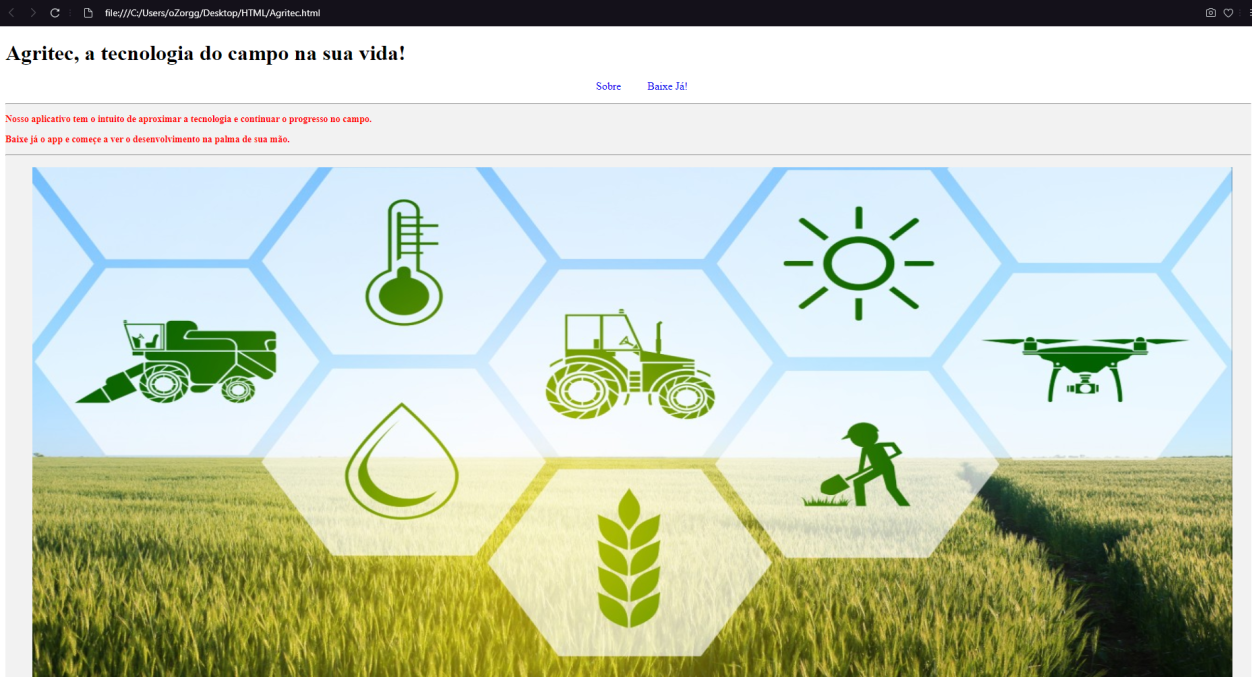 file:///C:/Users/oZorgg/Desktop/HTML/Agritec.html
Agritec, a tecnologia do campo na sua vida!
Sobre Baixe Já!
Nosso aplicativo tem o intuito de aproximar a tecnologia e continuar o progresso no campo.
Baixe já o app e começe a ver o desenvolvimento na palma de sua mão.